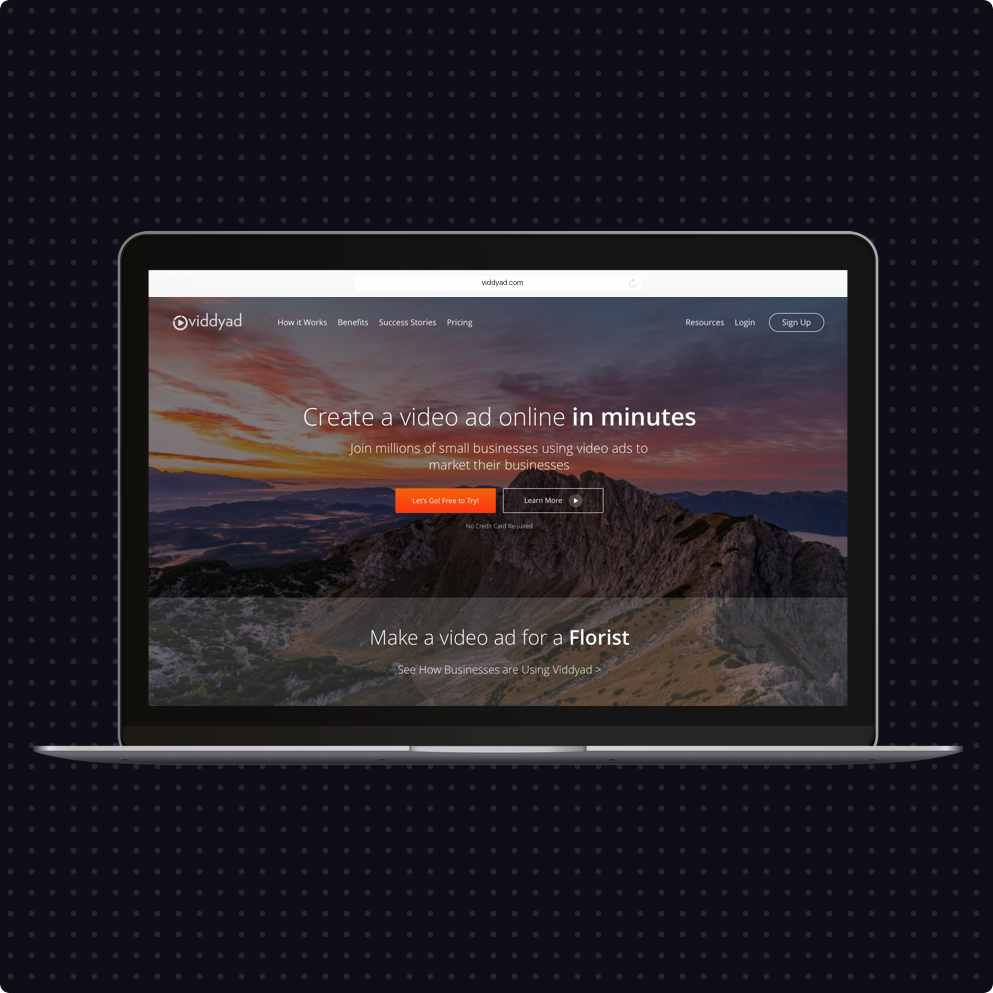 viddyad.com
viddyad
How it Works Benefits Success Stories Pricing
Resources Login Sign Up
Create a video ad online in minutes
Join millions of small businesses using video ads to
market their businesses
Let's Go! Free to Try!
Learn More
No Credit Card Required
Make a video ad for a Florist
See How Businesses are Using Viddyad >